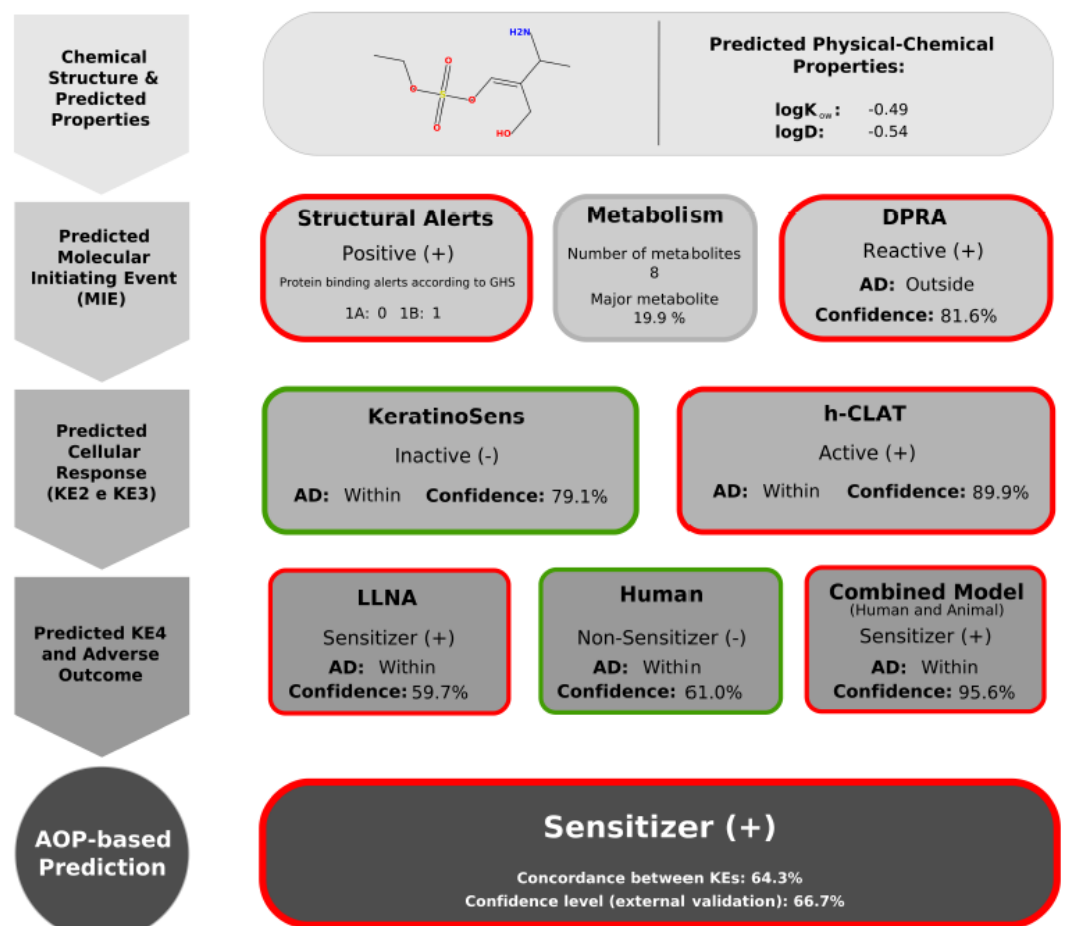 Chemical
Structure &
Predicted
Properties
H2N
O
O
S
O
O
HO
Predicted Physical-Chemical
Properties:
logKow: -0.49
logD: -0.54
Predicted
Molecular
Initiating Event
(MIE)
Structural Alerts
Positive (+)
Protein binding alerts according to GHS
1A: 0 1B: 1
Metabolism
Number of metabolites
8
Major metabolite
19.9 %
DPRA
Reactive (+)
AD: Outside
Confidence: 81.6%
Predicted
Cellular
Response
(KE2 e KE3)
KeratinoSens
Inactive (-)
AD: Within Confidence: 79.1%
h-CLAT
Active (+)
AD: Within Confidence: 89.9%
Predicted KE4
and Adverse
Outcome
LLNA
Sensitizer (+)
AD: Within
Confidence: 59.7%
Human
Non-Sensitizer (-)
AD: Within
Confidence: 61.0%
Combined Model
(Human and Animal)
Sensitizer (+)
AD: Within
Confidence: 95.6%
AOP-based
Prediction
Sensitizer (+)
Concordance between KEs: 64.3%
Confidence level (external validation): 66.7%